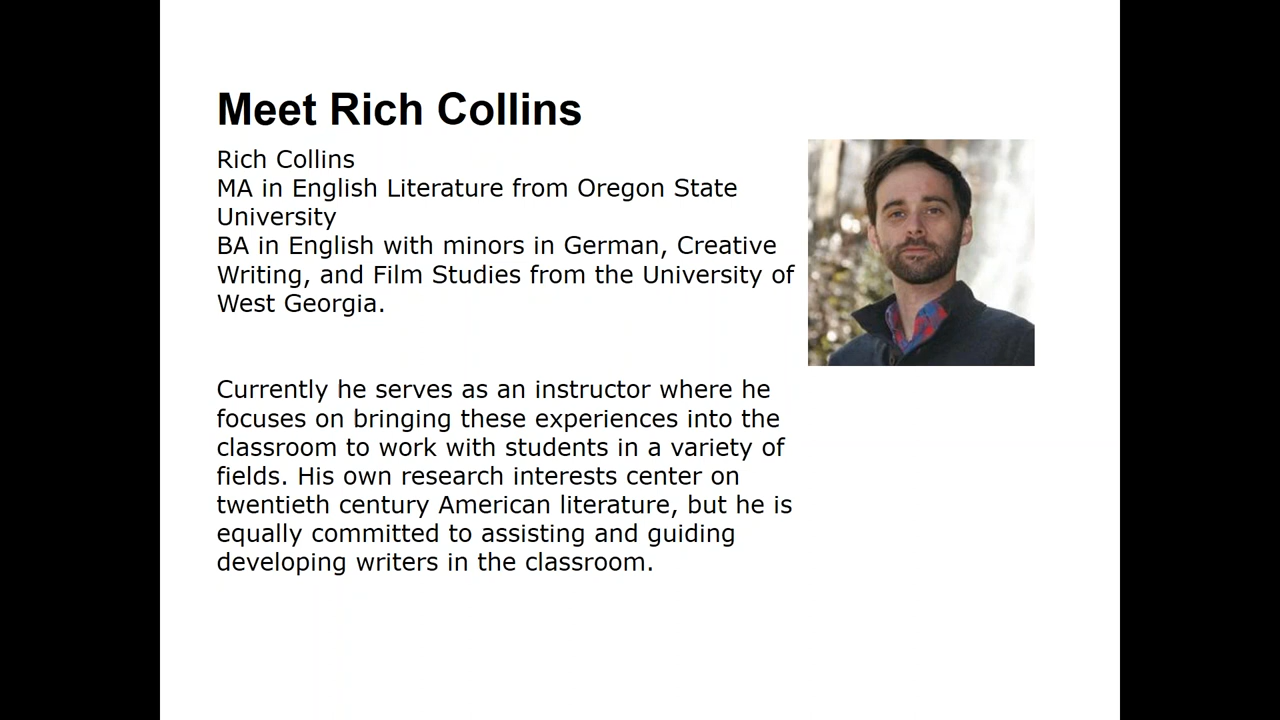 Meet Rich Collins
Rich Collins
MA in English Literature from Oregon State
University
BA in English with minors in German, Creative
Writing, and Film Studies from the University of
West Georgia.
Currently he serves as an instructor where he
focuses on bringing these experiences into the
classroom to work with students in a variety of
fields. His own research interests center on
twentieth century American literature, but he is
equally committed to assisting and guiding
developing writers in the classroom.